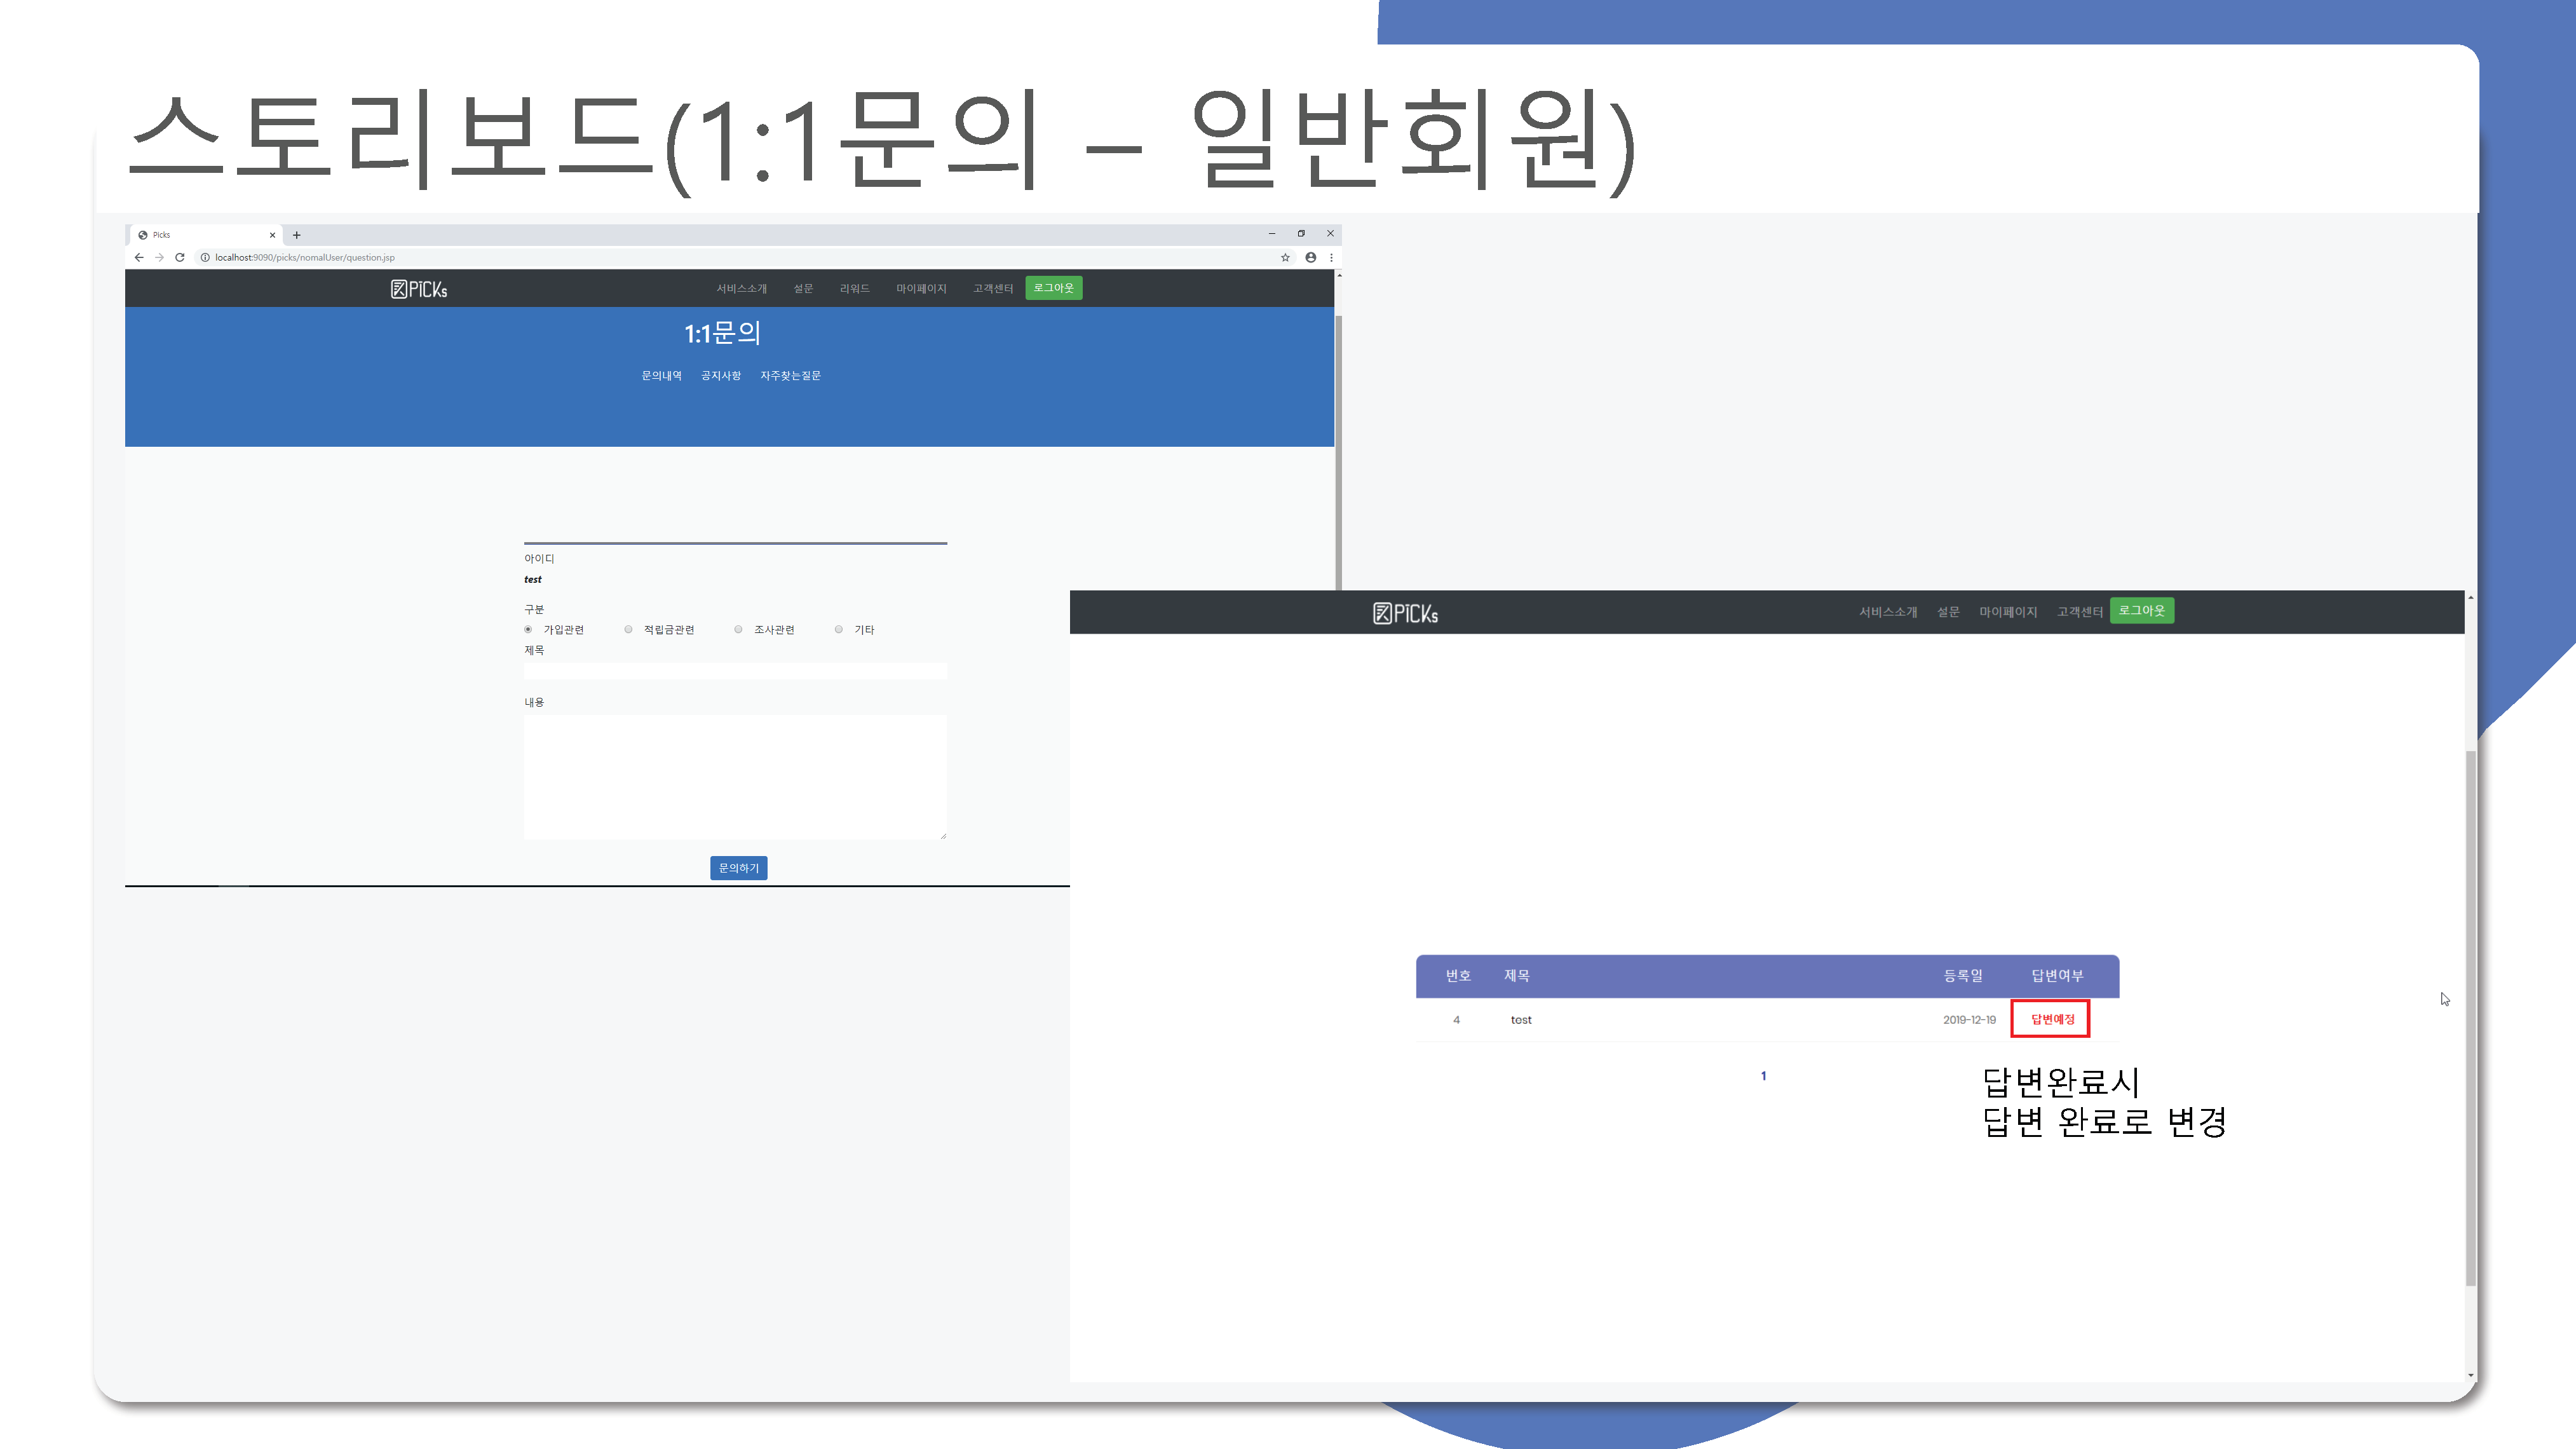 스토리보드(1:1문의 – 일반회원)
Picks
localhost:9090/picks/nomalUser/question.jsp
PiCKs 서비스소개 설문 리워드 마이페이지 고객센터 로그아웃
1:1문의
문의내역 공지사항 자주찾는질문
아이디
test
구분
가입관련 적립금관련 조사관련 기타
제목
내용
문의하기
PiCKs 서비스소개 설문 마이페이지 고객센터 로그아웃
번호 제목 등록일 답변여부
4 test 2019-12-19 답변예정
1
답변완료시
답변 완료로 변경